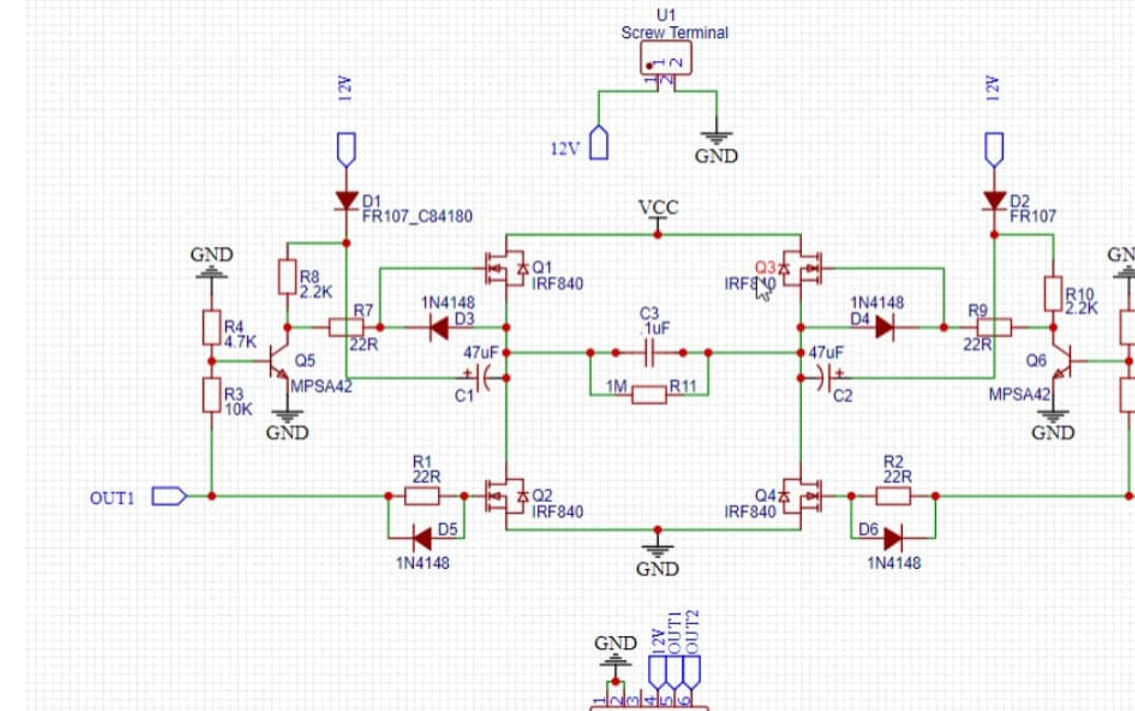 U1
Screw Terminal
1 2
1 2
12V
12V
12V
GND
D1
FR107_C84180
D2
FR107
VCC
GND
GN
R8
2.2K
Q1
IRF840
Q3
R10
2.2K
1N4148
D3
R7
22R
C3
.1uF
1N4148
D4
R9
22R
R4
4.7K
Q5
MPSA42
47uF
C1
1M
R11
47uF
C2
Q6
MPSA42
R3
10K
GND
GND
OUT1
R1
22R
Q2
IRF840
Q4
IRF840
R2
22R
D5
1N4148
D6
1N4148
GND
GND
12V
OUT1
OUT2
1 2 3 4 5 6